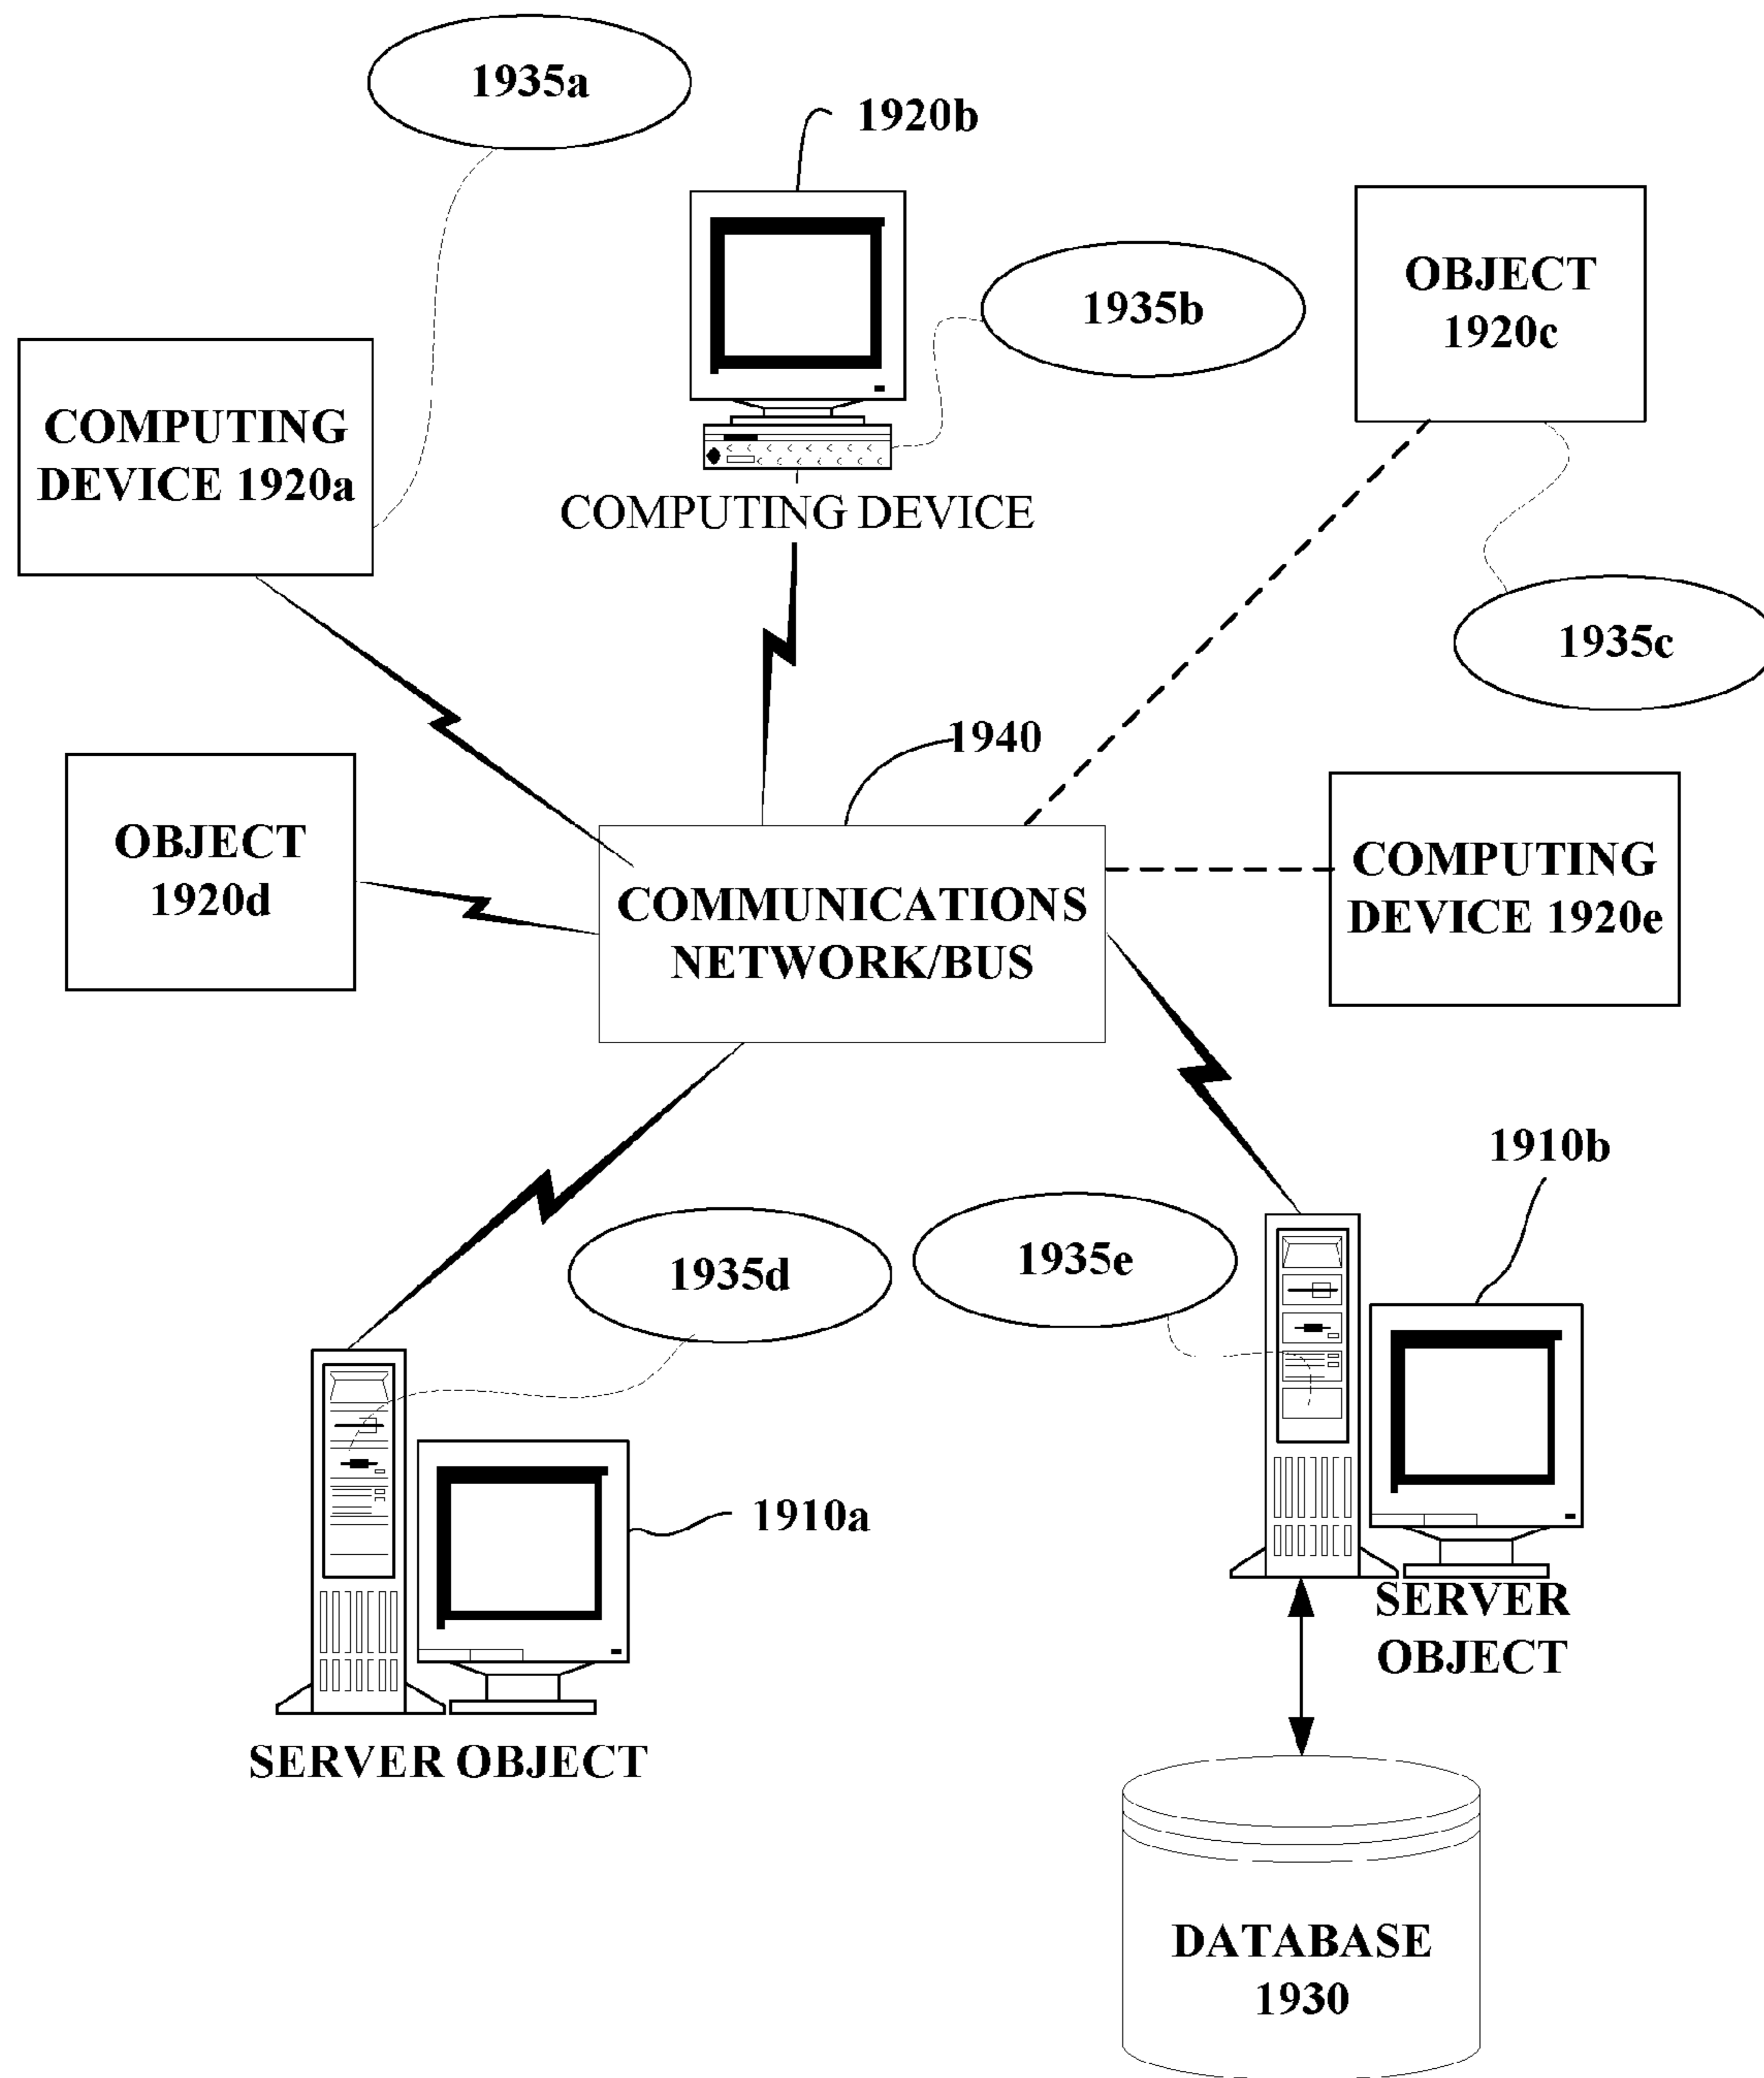 1935a
1920b
OBJECT
1920c
1935b
COMPUTING
DEVICE 1920a
COMPUTING DEVICE
1935c
1940
OBJECT
1920d
COMMUNICATIONS
NETWORK/BUS
COMPUTING
DEVICE 1920e
1910b
1935d
1935e
1910a
SERVER
OBJECT
SERVER OBJECT
DATABASE
1930